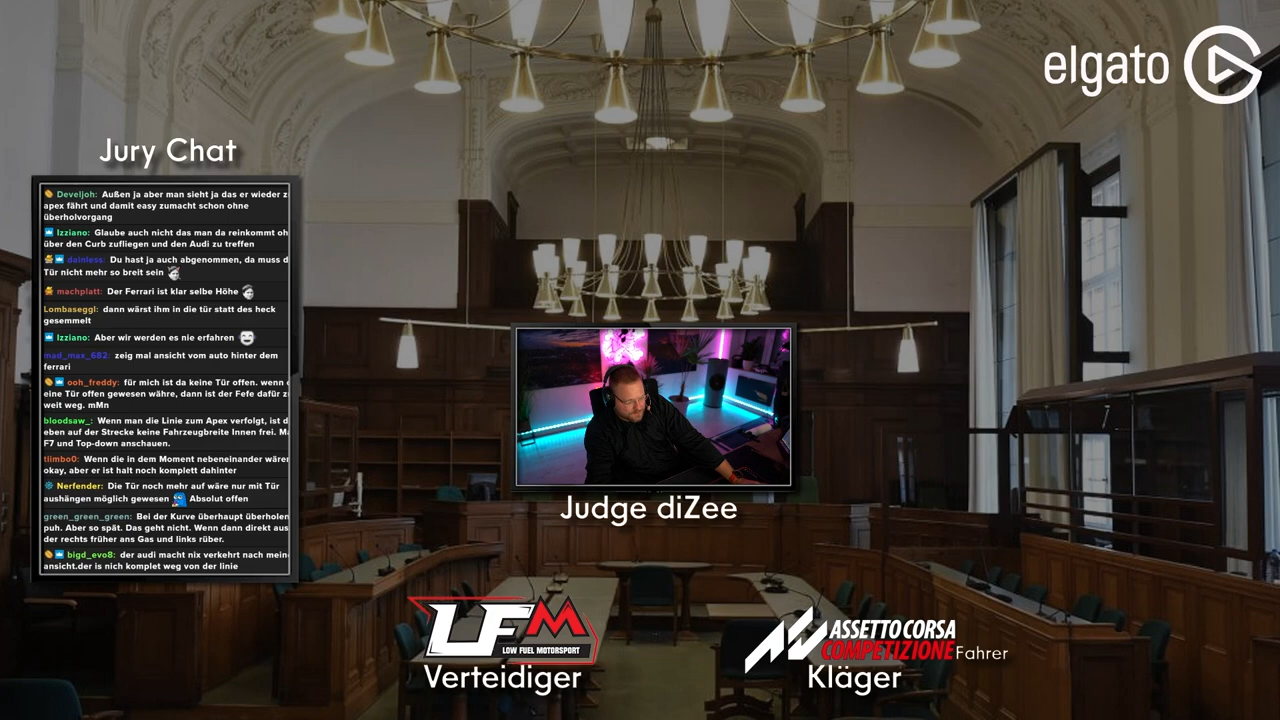 elgato
Jury Chat
Develjoh: Außen ja aber man sieht ja das er wieder z
apex fährt und damit easy zumacht schon ohne
überholvorgang
Izziano: Glaube auch nicht das man da reinkommt oh
über den Curb zufliegen und den Audi zu treffen
dainless: Du hast ja auch abgenommen, da muss d
Tür nicht mehr so breit sein
machplatt: Der Ferrari ist klar selbe Höhe
Lombaseggl: dann wärst ihm in die tür statt des heck
gesemmelt
Izziano: Aber wir werden es nie erfahren
mad_max_682: zeig mal ansicht vom auto hinter dem
ferrari
ooh_freddy: für mich ist da keine Tür offen. wenn d
eine Tür offen gewesen währe, dann ist der Fefe dafür z
weit weg. mMn
bloodsaw_: Wenn man die Linie zum Apex verfolgt, ist d
eben auf der Strecke keine Fahrzeugbreite Innen frei. Ma
F7 und Top-down anschauen.
tiimbo0: Wenn die in dem Moment nebeneinander wären
okay, aber er ist halt noch komplett dahinter
Nerfender: Die Tür noch mehr auf wäre nur mit Tür
aushängen möglich gewesen Absolut offen
green_green_green: Bei der Kurve überhaupt überholen
puh. Aber so spät. Das geht nicht. Wenn dann direkt aus
der rechts früher ans Gas und links rüber.
bigd_evo8: der audi macht nix verkehrt nach meine
ansicht.der is nich komplet weg von der linie
Judge diZee
LFM
LOW FUEL MOTORSPORT
Verteidiger
ASSETTO CORSA
COMPETIZIONE Fahrer
Kläger